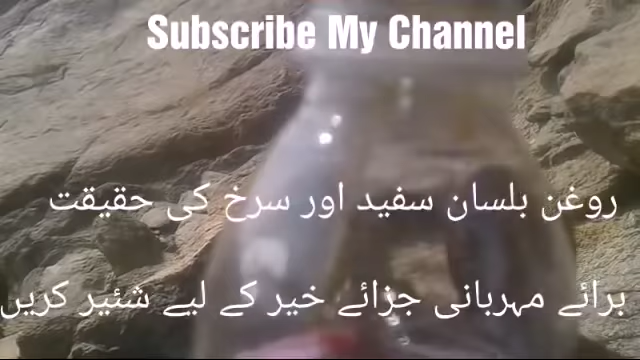 Subscribe My Channel
روغن بلسان سفید اور سرخ کی حقیقت
برائے مہربانی جزائے خیر کے لیے شئیر کریں